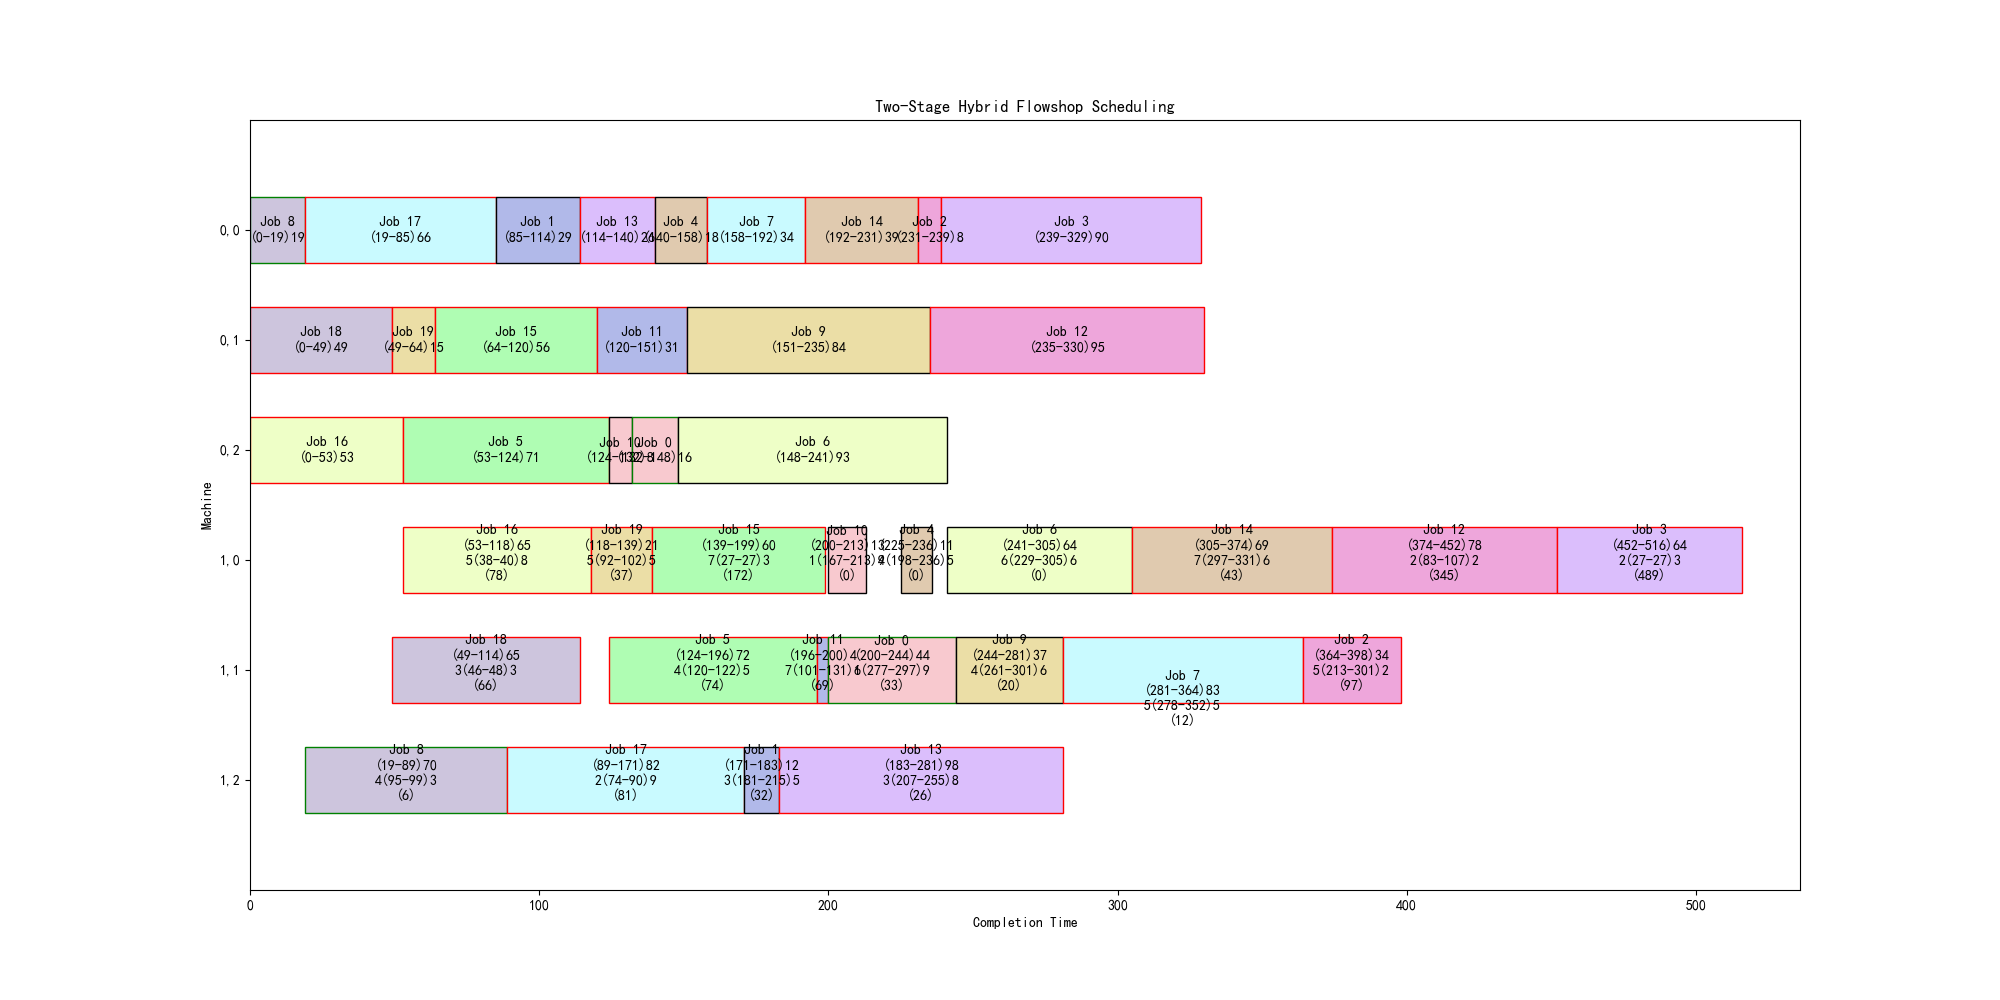 Two-Stage Hybrid Flowshop Scheduling
Machine
0,0
Job 8
(0-19)19
Job 17
(19-85)66
Job 1
(85-114)29
Job 13
(114-140)26
Job 4
(140-158)18
Job 7
(158-192)34
Job 14
(192-231)39
Job 2
(231-239)8
Job 3
(239-329)90
0,1
Job 18
(0-49)49
Job 19
(49-64)15
Job 15
(64-120)56
Job 11
(120-151)31
Job 9
(151-235)84
Job 12
(235-330)95
0,2
Job 16
(0-53)53
Job 5
(53-124)71
Job 10
(124-132)8
Job 0
(132-148)16
Job 6
(148-241)93
1,0
Job 16
(53-118)65
5(38-40)8
(78)
Job 19
(118-139)21
5(92-102)5
(37)
Job 15
(139-199)60
7(27-27)3
(172)
Job 10
(200-213)13
(0)
Job 4
(225-236)11
(0)
Job 6
(241-305)64
6(229-305)6
(0)
Job 14
(305-374)69
7(297-331)6
(43)
Job 12
(374-452)78
2(83-107)2
(345)
Job 3
(452-516)64
2(27-27)3
(489)
1,1
Job 18
(49-114)65
3(46-48)3
(66)
Job 5
(124-196)72
4(120-122)5
(74)
Job 11
(196-200)4
(69)
Job 0
(200-244)44
(33)
Job 9
(244-281)37
4(261-301)6
(20)
Job 7
(281-364)83
5(278-352)5
(12)
Job 2
(364-398)34
5(213-301)2
(97)
1,2
Job 8
(19-89)70
4(95-99)3
(6)
Job 17
(89-171)82
2(74-90)9
(81)
Job 1
(171-183)12
3(181-215)5
(32)
Job 13
(183-281)98
3(207-255)8
(26)
0
100
200
300
400
500
Completion Time